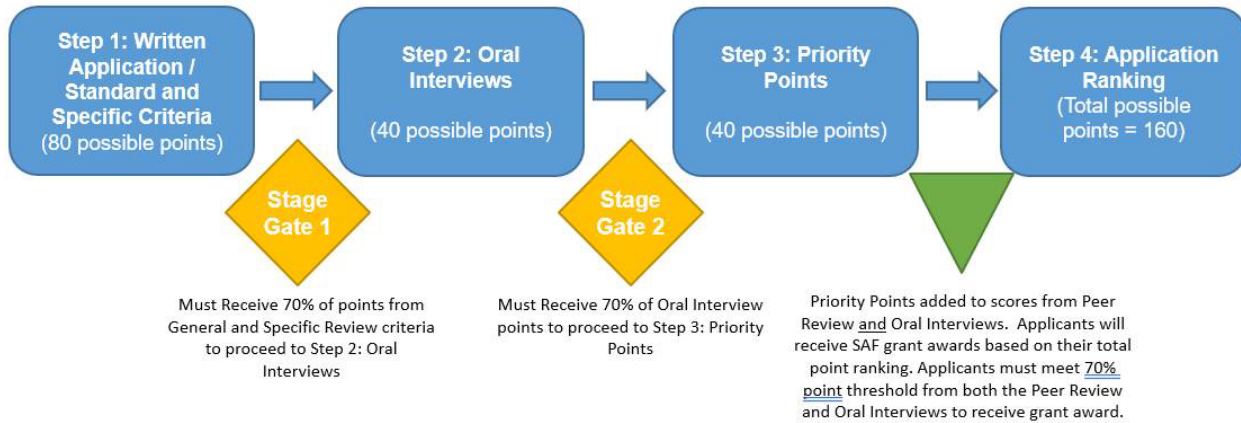 Step 1: Written
Application /
Standard and
Specific Criteria
(80 possible points)
Step 2: Oral
Interviews
(40 possible points)
Step 3: Priority
Points
(40 possible points)
Step 4: Application
Ranking
(Total possible
points = 160)
Stage
Gate 1
Stage
Gate 2
Must Receive 70% of points from
General and Specific Review criteria
to proceed to Step 2: Oral
Interviews
Must Receive 70% of Oral Interview
points to proceed to Step 3: Priority
Points
Priority Points added to scores from Peer
Review and Oral Interviews.  Applicants will
receive SAF grant awards based on their total
point ranking. Applicants must meet 70%
point threshold from both the Peer Review
and Oral Interviews to receive grant award.